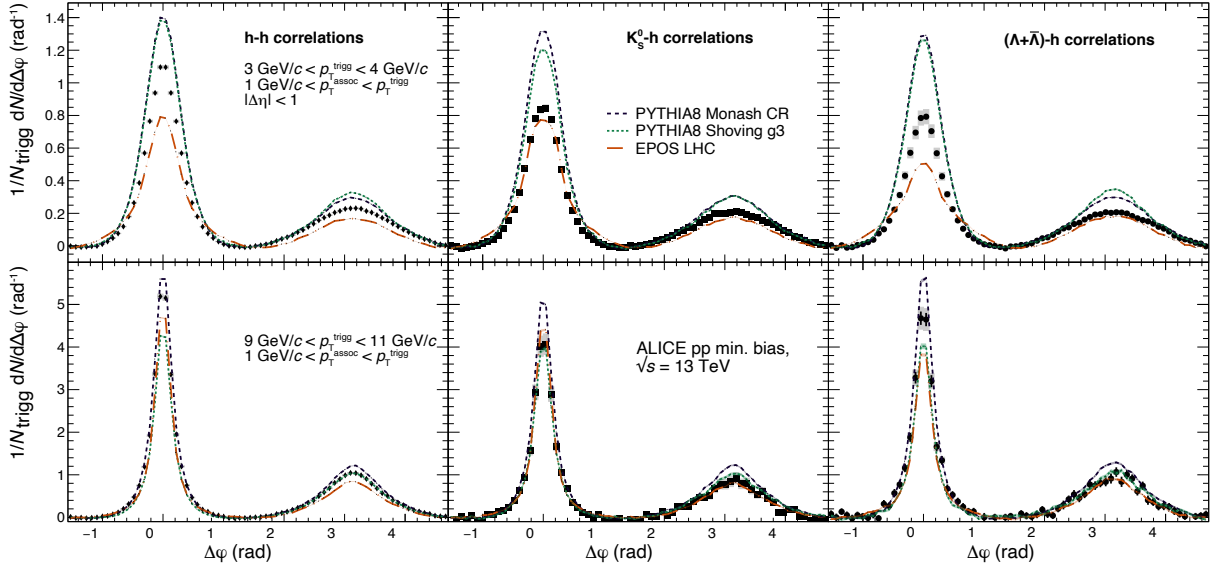 1/N_trigg dN/dΔφ (rad⁻¹)
1.4
1.2
1
0.8
0.6
0.4
0.2
0
h-h correlations
3 GeV/c < p_T^trigg < 4 GeV/c
1 GeV/c < p_T^assoc < p_T^trigg
|Δη| < 1
K_S^0-h correlations
PYTHIA8 Monash CR
PYTHIA8 Shoving g3
EPOS LHC
(Λ+Λ̄)-h correlations
1/N_trigg dN/dΔφ (rad⁻¹)
5
4
3
2
1
0
9 GeV/c < p_T^trigg < 11 GeV/c
1 GeV/c < p_T^assoc < p_T^trigg
ALICE pp min. bias,
√s = 13 TeV
−1 0 1 2 3 4
−1 0 1 2 3 4
−1 0 1 2 3 4
Δφ (rad)
Δφ (rad)
Δφ (rad)